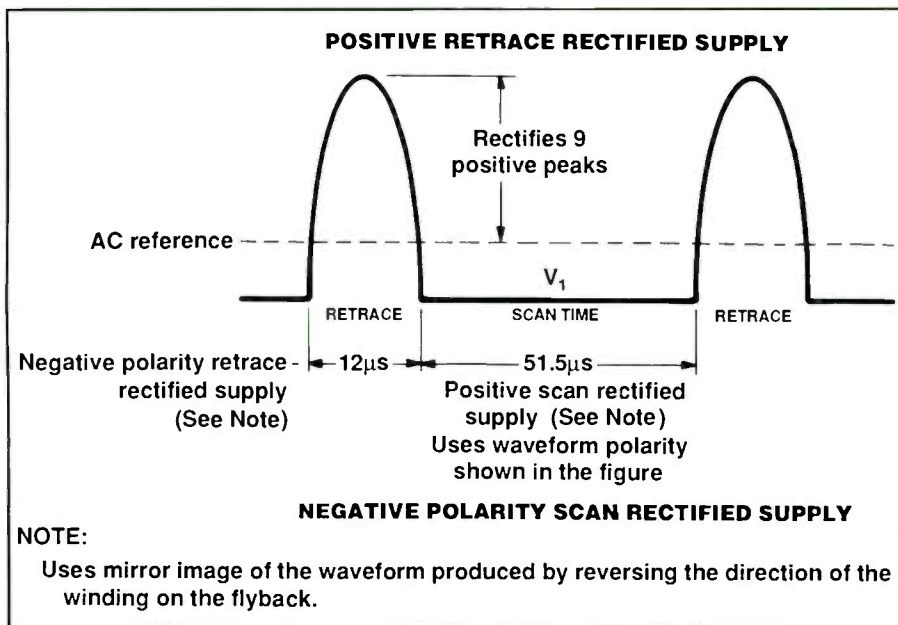 POSITIVE RETRACE RECTIFIED SUPPLY
Rectifies 9
positive peaks
AC reference
V₁
RETRACE
SCAN TIME
RETRACE
Negative polarity retrace
rectified supply
(See Note)
12µs
51.5µs
Positive scan rectified
supply (See Note)
Uses waveform polarity
shown in the figure
NEGATIVE POLARITY SCAN RECTIFIED SUPPLY
NOTE:
Uses mirror image of the waveform produced by reversing the direction of the
winding on the flyback.